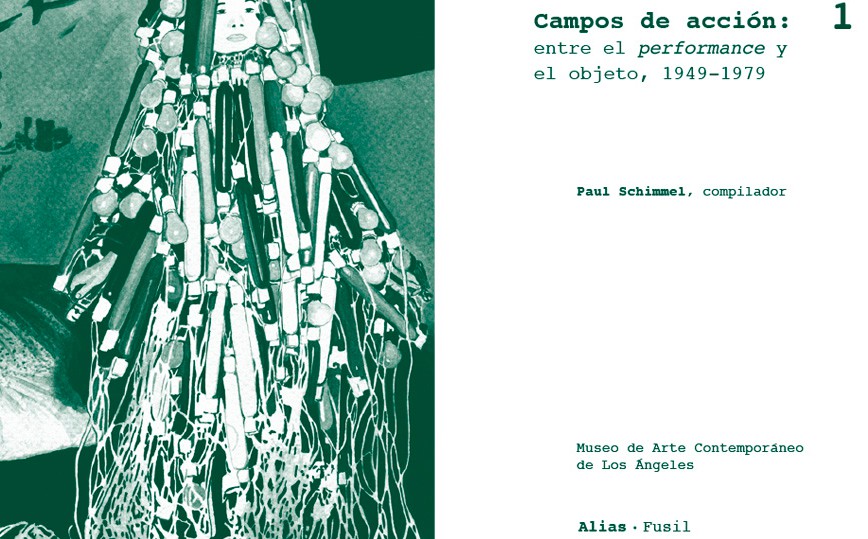 Campos de acción: 1
entre el performance y
el objeto, 1949-1979
Paul Schimmel, compilador
Museo de Arte Contemporáneo
de Los Ángeles
Alias · Fusil